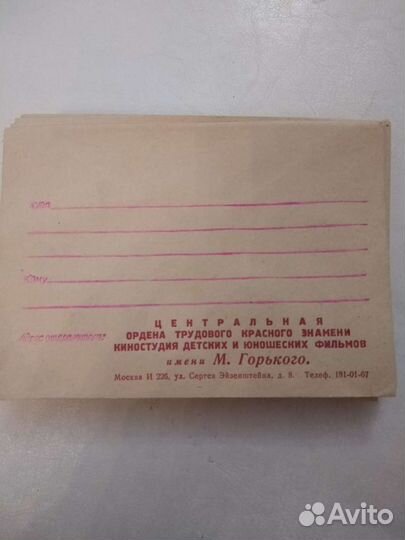 Куда
Кому
Адрес отправителя:
ЦЕНТРАЛЬНАЯ
ОРДЕНА ТРУДОВОГО КРАСНОГО ЗНАМЕНИ
КИНОСТУДИЯ ДЕТСКИХ И ЮНОШЕСКИХ ФИЛЬМОВ
имени М. Горького.
Москва И 226, ул. Сергея Эйзенштейна, д. 8. Телеф. 181-01-67
Avito